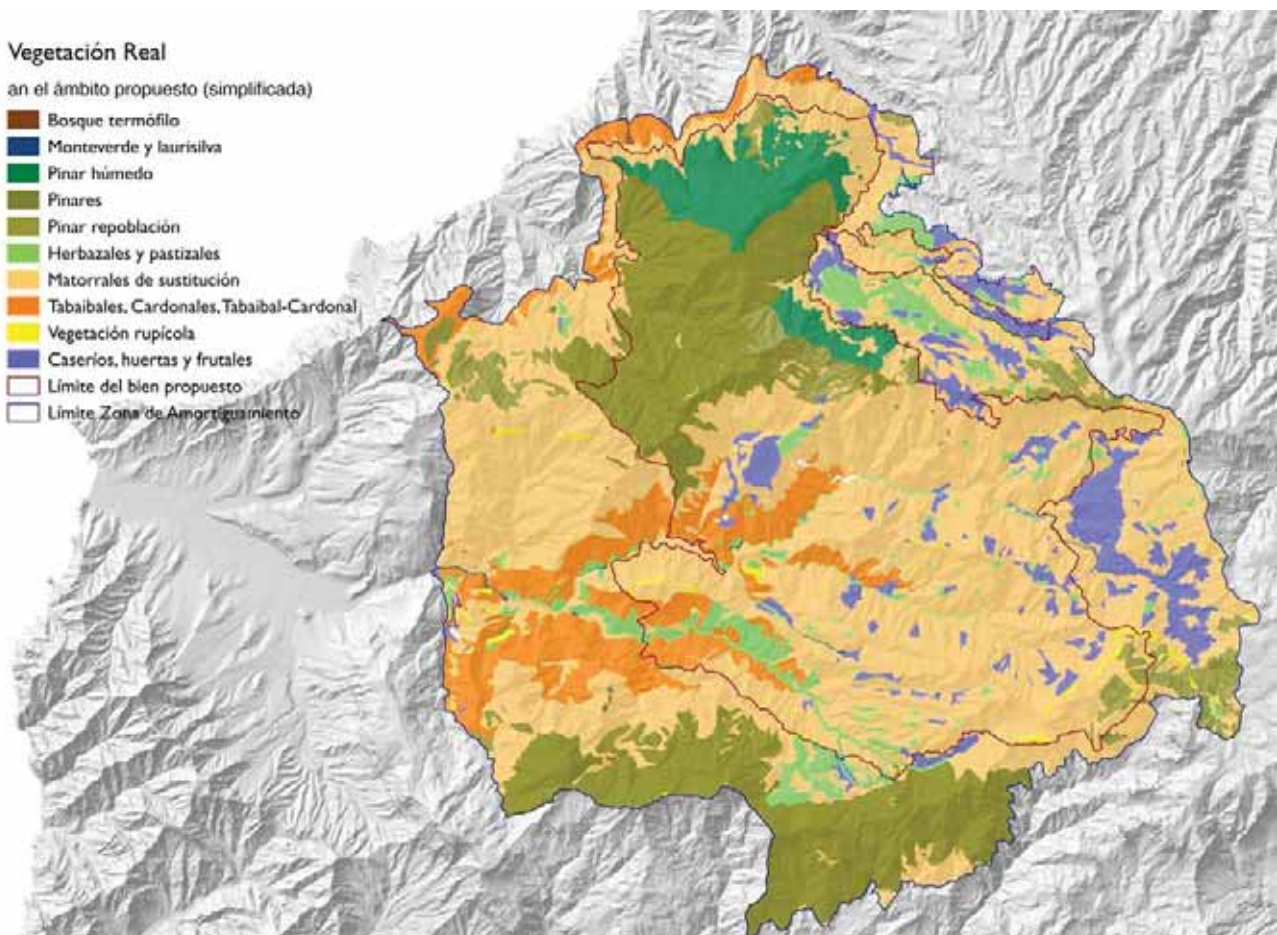 Vegetación Real
an el ámbito propuesto (simplificada)
Bosque termófilo
Monteverde y laurisilva
Pinar húmedo
Pinares
Pinar repoblación
Herbazales y pastizales
Matorrales de sustitución
Tabaibales, Cardonales, Tabaibal-Cardonal
Vegetación rupícola
Caseríos, huertas y frutales
Límite del bien propuesto
Límite Zona de Amortiguamiento